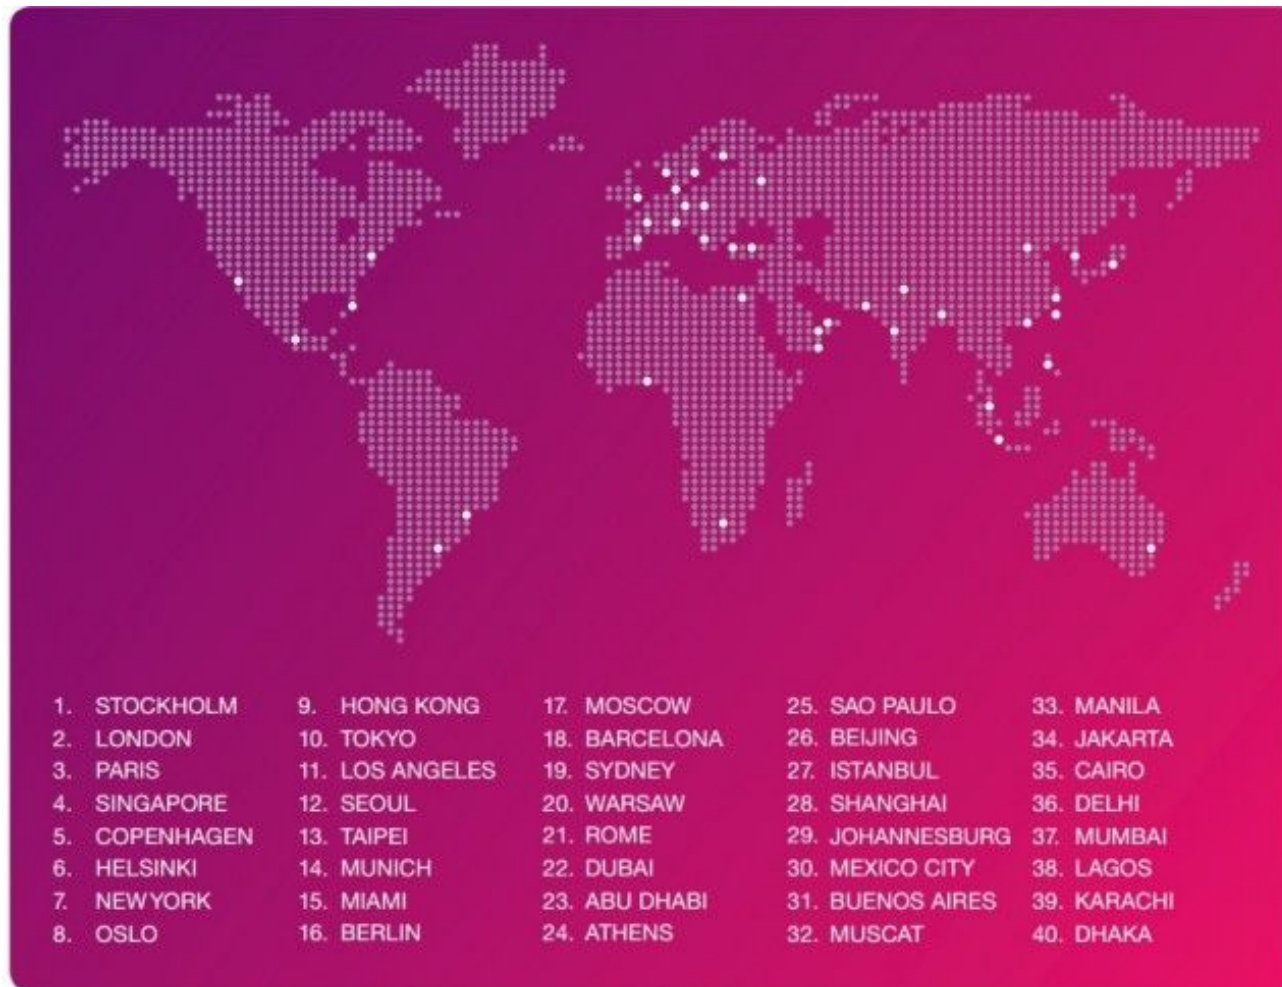 1. STOCKHOLM
2. LONDON
3. PARIS
4. SINGAPORE
5. COPENHAGEN
6. HELSINKI
7. NEW YORK
8. OSLO
9. HONG KONG
10. TOKYO
11. LOS ANGELES
12. SEOUL
13. TAIPEI
14. MUNICH
15. MIAMI
16. BERLIN
17. MOSCOW
18. BARCELONA
19. SYDNEY
20. WARSAW
21. ROME
22. DUBAI
23. ABU DHABI
24. ATHENS
25. SAO PAULO
26. BEIJING
27. ISTANBUL
28. SHANGHAI
29. JOHANNESBURG
30. MEXICO CITY
31. BUENOS AIRES
32. MUSCAT
33. MANILA
34. JAKARTA
35. CAIRO
36. DELHI
37. MUMBAI
38. LAGOS
39. KARACHI
40. DHAKA